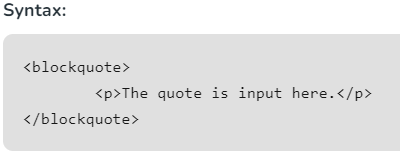 Syntax:
<blockquote>
        <p>The quote is input here.</p>
</blockquote>